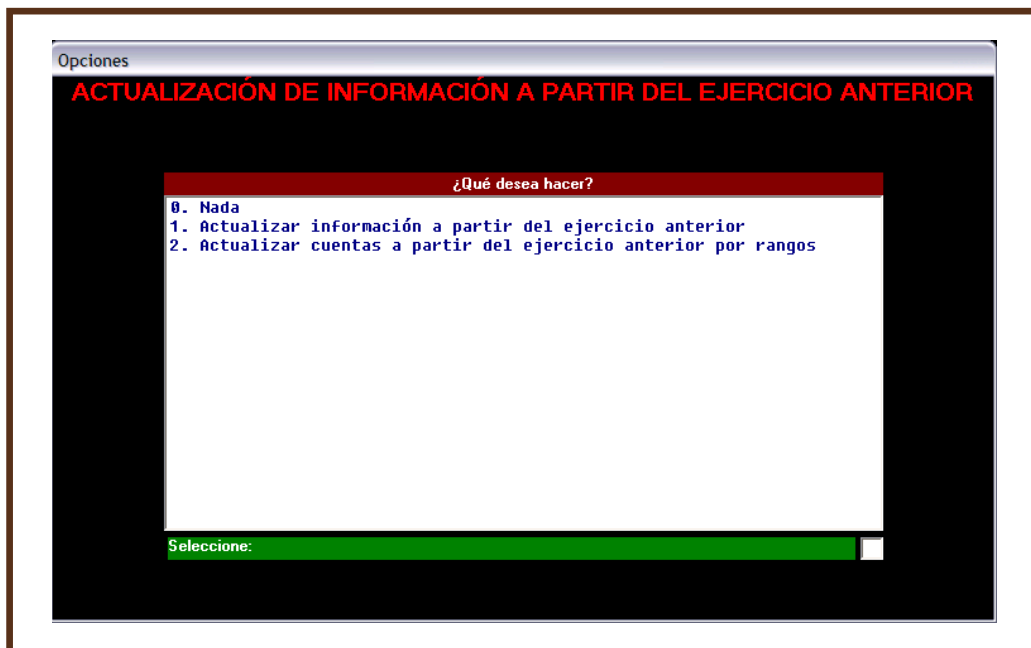 Opciones
ACTUALIZACIÓN DE INFORMACIÓN A PARTIR DEL EJERCICIO ANTERIOR
¿Qué desea hacer?
0. Nada
1. Actualizar información a partir del ejercicio anterior
2. Actualizar cuentas a partir del ejercicio anterior por rangos
Seleccione: